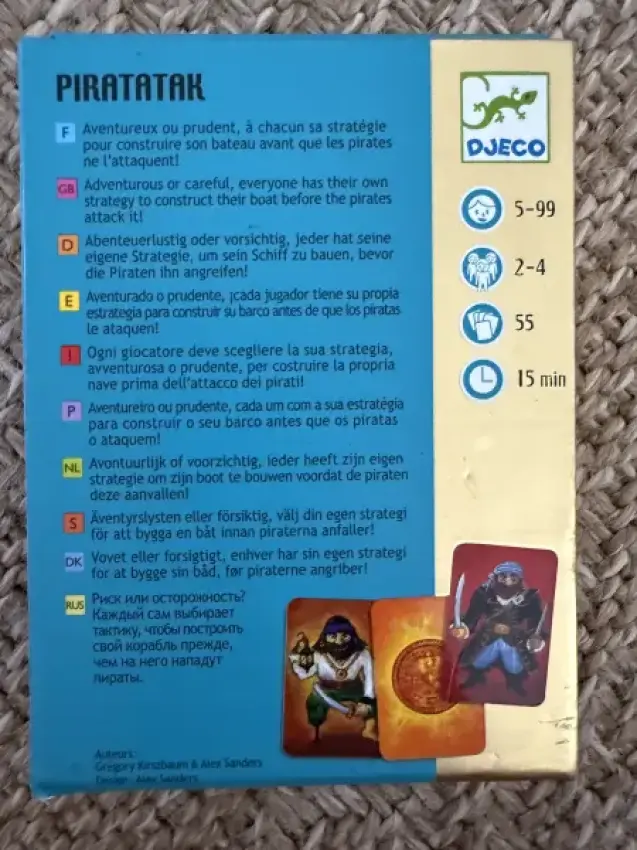 PIRATATAK
F Aventureux ou prudent, à chacun sa stratégie
pour construire son bateau avant que les pirates
ne l'attaquent!
GB Adventurous or careful, everyone has their own
strategy to construct their boat before the pirates
attack it!
D Abenteuerlustig oder vorsichtig, jeder hat seine
eigene Strategie, um sein Schiff zu bauen, bevor
die Piraten ihn angreifen!
E Aventurado o prudente, ¡cada jugador tiene su propia
estrategia para construir su barco antes de que los piratas
le ataquen!
I Ogni giocatore deve scegliere la sua strategia,
avventurosa o prudente, per costruire la propria
nave prima dell'attacco dei pirati!
P Aventureiro ou prudente, cada um com a sua estratégia
para construir o seu barco antes que os piratas
o ataquem!
NL Avontuurlijk of voorzichtig, ieder heeft zijn eigen
strategie om zijn boot te bouwen voordat de piraten
deze aanvallen!
S Äventyrslysten eller försiktig, välj din egen strategi
för att bygga en båt innan piraterna anfaller!
DK Vovet eller forsigtigt, enhver har sin egen strategi
for at bygge sin båd, før piraterne angriber!
RUS Риск или осторожность?
Каждый сам выбирает
тактику, чтобы построить
свой корабль прежде,
чем на него нападут
пираты.
Auteurs:
Gregory Kirszbaum & Alex Sanders
Design: Alex Sanders
DJECO
5-99
2-4
55
15 min